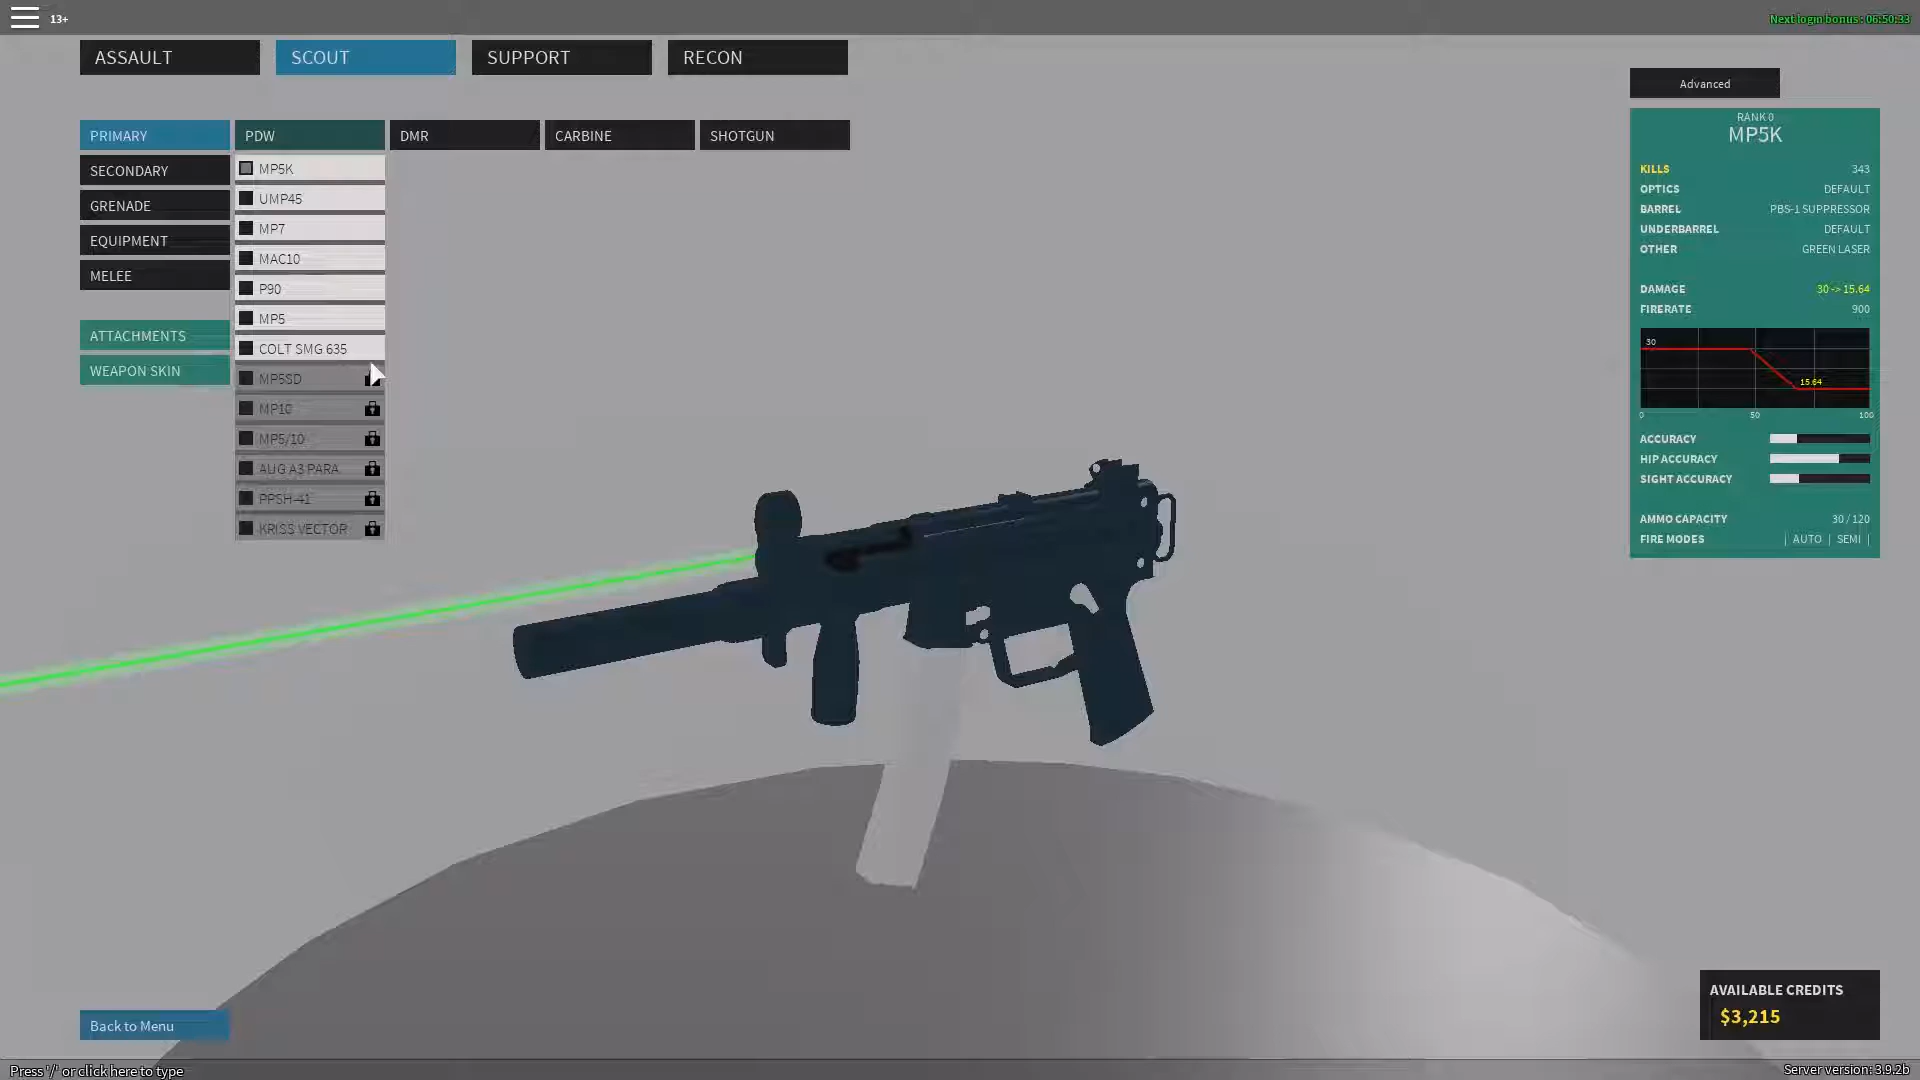 13+
Next login bonus : 06:50:33
ASSAULT
SCOUT
SUPPORT
RECON
Advanced
PRIMARY
SECONDARY
GRENADE
EQUIPMENT
MELEE
ATTACHMENTS
WEAPON SKIN
PDW
DMR
CARBINE
SHOTGUN
MP5K
UMP45
MP7
MAC10
P90
MP5
COLT SMG 635
MP5SD
MP10
MP5/10
AUG A3 PARA
PPSH-41
KRISS VECTOR
RANK 0
MP5K
KILLS 343
OPTICS DEFAULT
BARREL PBS-1 SUPPRESSOR
UNDERBARREL DEFAULT
OTHER GREEN LASER
DAMAGE 30 -> 15.64
FIRERATE 900
30
15.64
0 50 100
ACCURACY
HIP ACCURACY
SIGHT ACCURACY
AMMO CAPACITY 30 / 120
FIRE MODES | AUTO | SEMI |
AVAILABLE CREDITS
$3,215
Back to Menu
Press '/' or click here to type
Server version: 3.9.2b